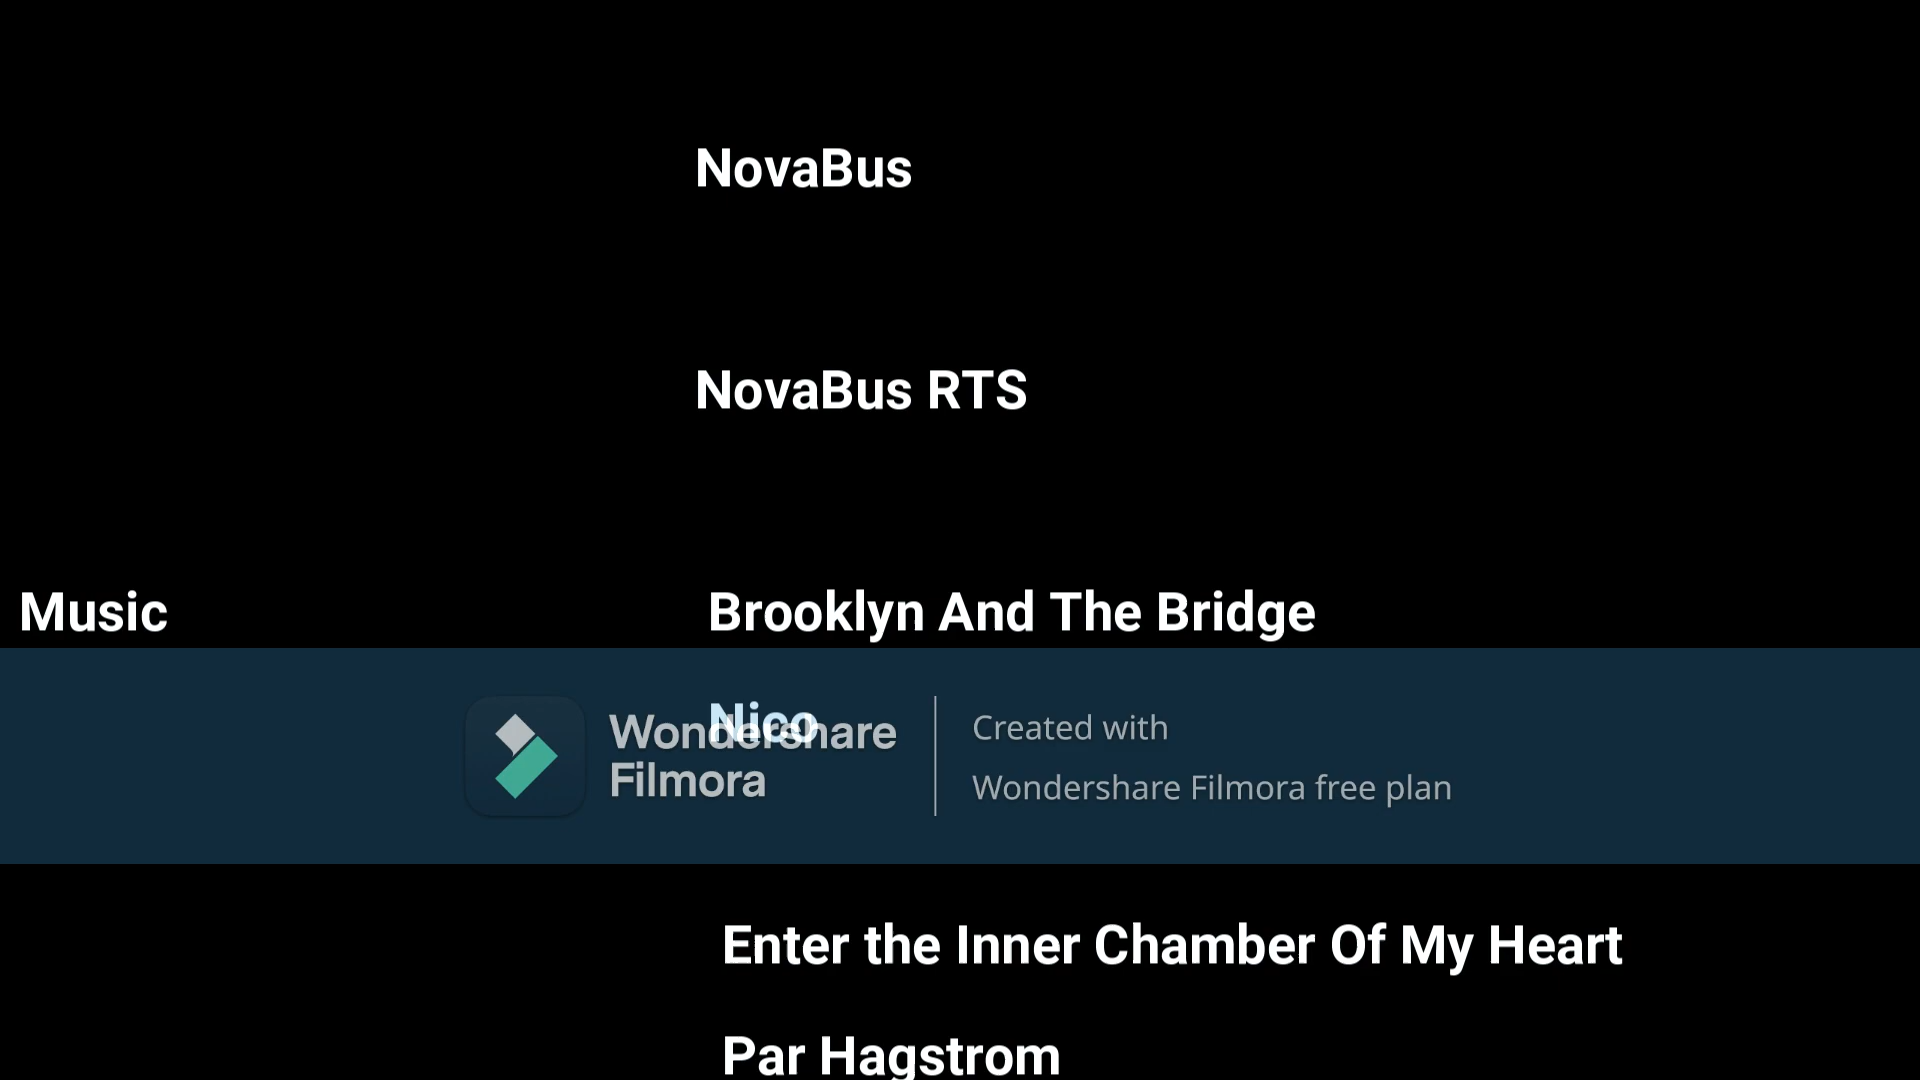 NovaBus
NovaBus RTS
Music
Brooklyn And The Bridge
Nico
Wondershare
Filmora
Created with
Wondershare Filmora free plan
Enter the Inner Chamber Of My Heart
Par Hagstrom